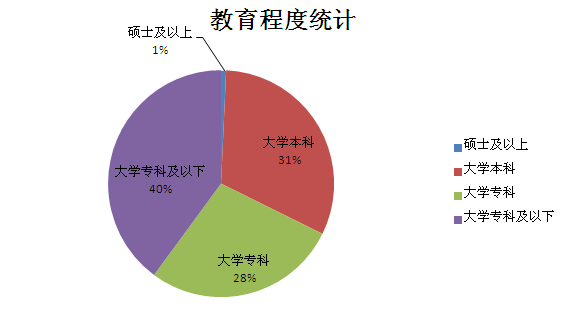 教育程度统计
硕士及以上
1%
大学本科
31%
大学专科及以下
40%
大学专科
28%
硕士及以上
大学本科
大学专科
大学专科及以下